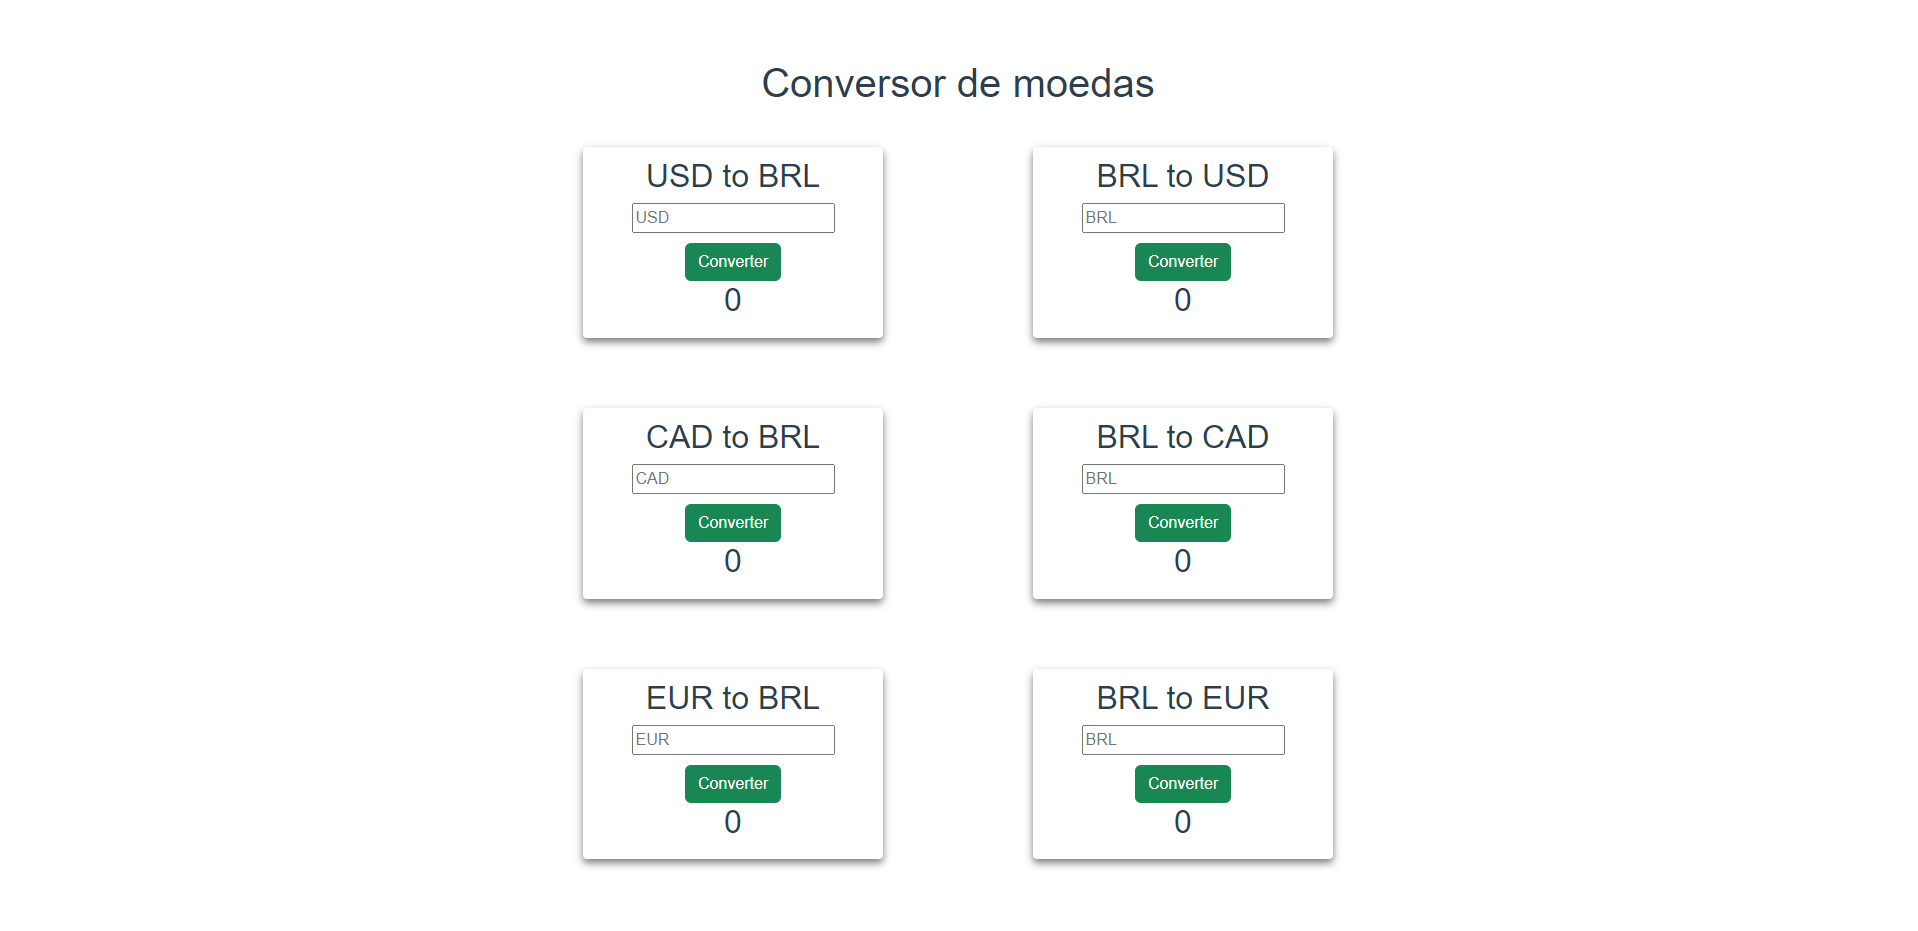 Conversor de moedas
USD to BRL
USD
Converter
0
BRL to USD
BRL
Converter
0
CAD to BRL
CAD
Converter
0
BRL to CAD
BRL
Converter
0
EUR to BRL
EUR
Converter
0
BRL to EUR
BRL
Converter
0